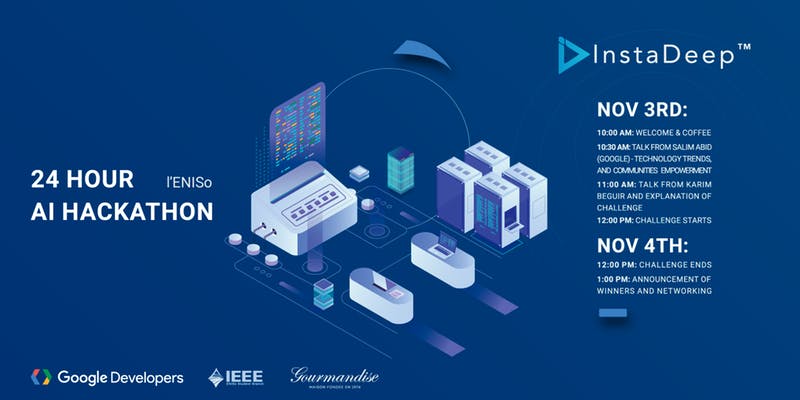 InstaDeep™
24 HOUR l'ENISo
AI HACKATHON
NOV 3RD:
10:00 AM: WELCOME & COFFEE
10:30 AM: TALK FROM SALIM ABID
(GOOGLE) - TECHNOLOGY TRENDS,
AND COMMUNITIES EMPOWERMENT
11:00 AM: TALK FROM KARIM
BEGUIR AND EXPLANATION OF
CHALLENGE
12:00 PM: CHALLENGE STARTS
NOV 4TH:
12:00 PM: CHALLENGE ENDS
1:00 PM: ANNOUNCEMENT OF
WINNERS AND NETWORKING
Google Developers
IEEE
ENISo Student Branch
Gourmandise
MAISON FONDÉE EN 1976